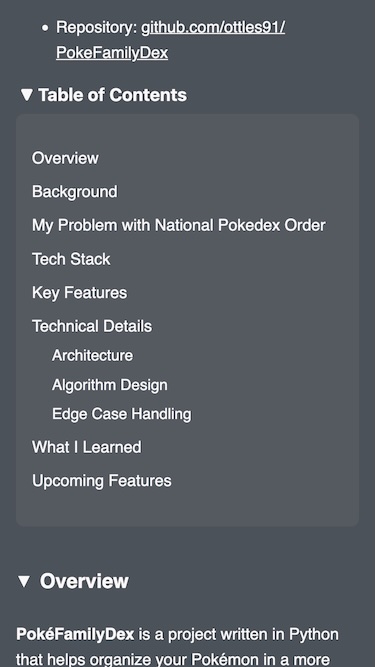 Repository: github.com/ottles91/
PokeFamilyDex
Table of Contents
Overview
Background
My Problem with National Pokedex Order
Tech Stack
Key Features
Technical Details
Architecture
Algorithm Design
Edge Case Handling
What I Learned
Upcoming Features
Overview
PokéFamilyDex is a project written in Python
that helps organize your Pokémon in a more